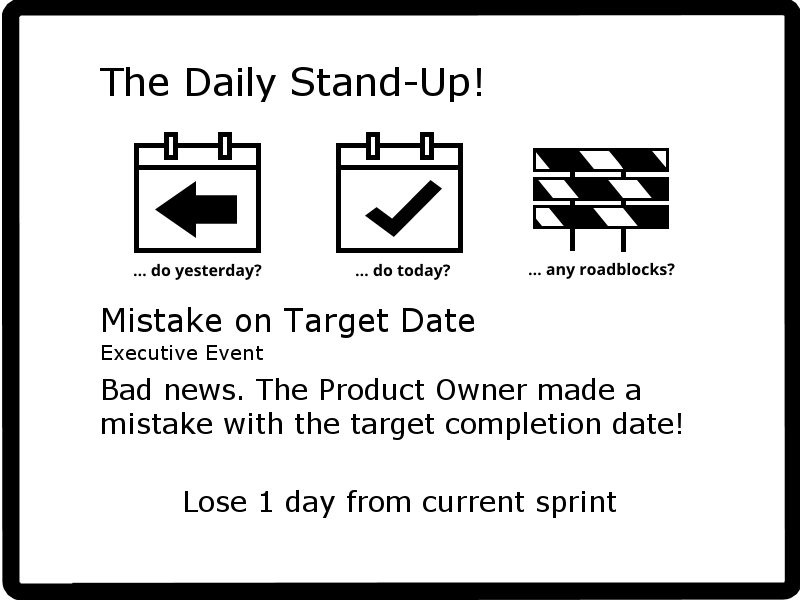 The Daily Stand-Up!
... do yesterday?
... do today?
... any roadblocks?
Mistake on Target Date
Executive Event
Bad news. The Product Owner made a
mistake with the target completion date!
Lose 1 day from current sprint